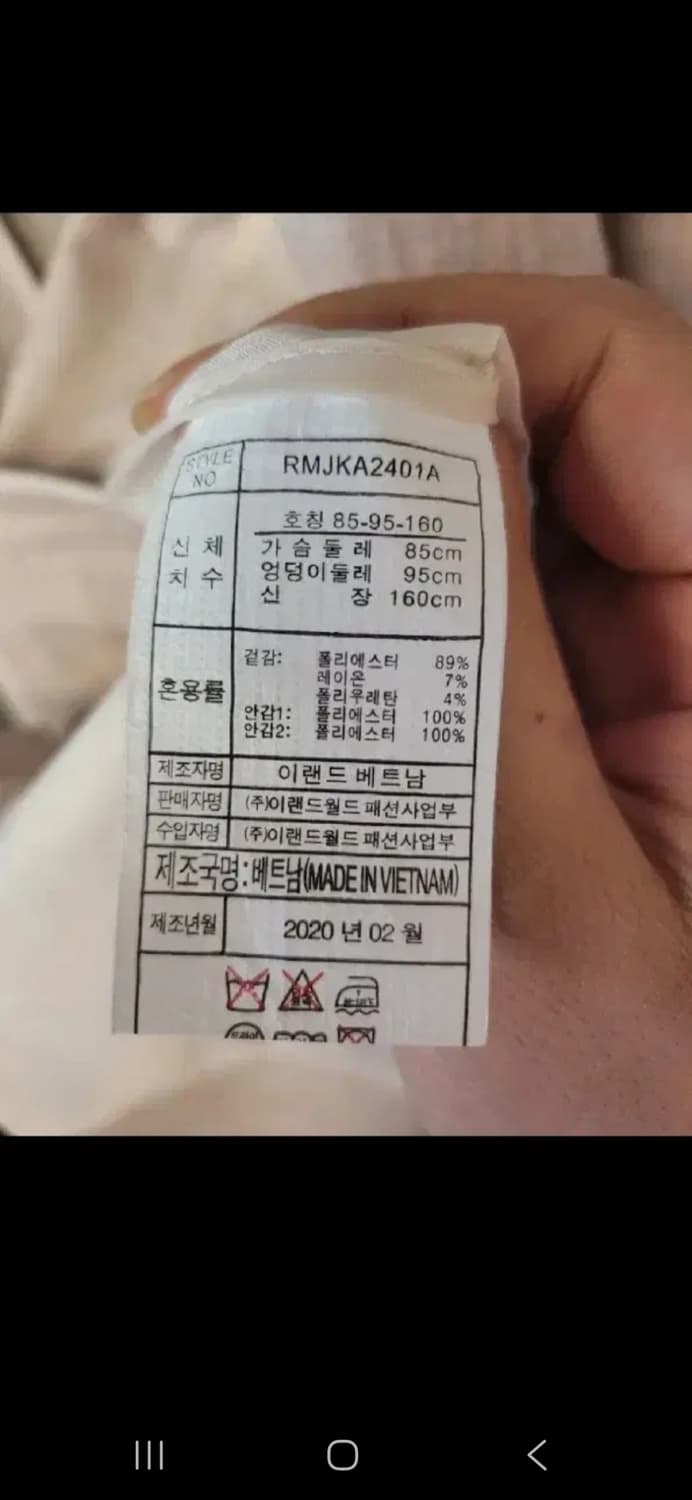 STYLE NO RMJKA2401A
호칭 85-95-160
신 체 치 수
가 슴 둘 레 85cm
엉덩이둘레 95cm
신 장 160cm
혼용률
겉감: 폴리에스터 89%
레이온 7%
폴리우레탄 4%
안감1: 폴리에스터 100%
안감2: 폴리에스터 100%
제조자명 이랜드 베트남
판매자명 (주)이랜드월드 패션사업부
수입자명 (주)이랜드월드 패션사업부
제조국명:베트남(MADE IN VIETNAM)
제조년월 2020 년 02 월